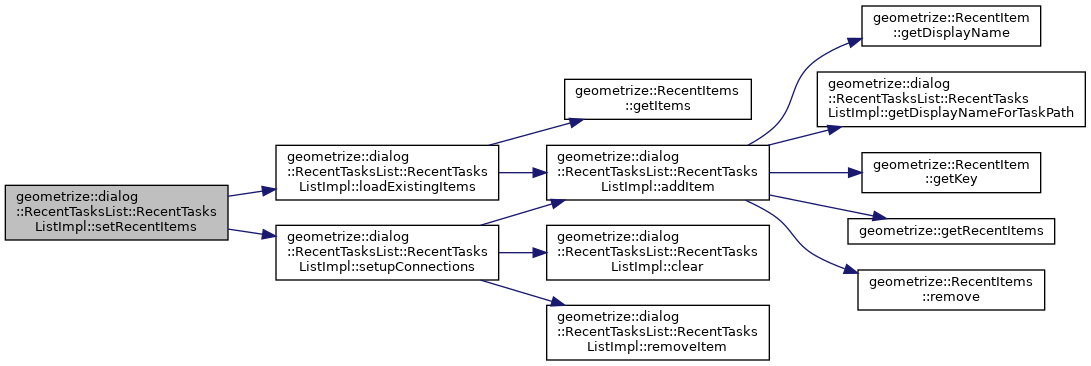 geometrize::dialog
::RecentTasksList::RecentTasks
ListImpl::setRecentItems
geometrize::dialog
::RecentTasksList::RecentTasks
ListImpl::loadExistingItems
geometrize::dialog
::RecentTasksList::RecentTasks
ListImpl::setupConnections
geometrize::RecentItems
::getItems
geometrize::dialog
::RecentTasksList::RecentTasks
ListImpl::addItem
geometrize::dialog
::RecentTasksList::RecentTasks
ListImpl::clear
geometrize::dialog
::RecentTasksList::RecentTasks
ListImpl::removeItem
geometrize::RecentItem
::getDisplayName
geometrize::dialog
::RecentTasksList::RecentTasks
ListImpl::getDisplayNameForTaskPath
geometrize::RecentItem
::getKey
geometrize::getRecentItems
geometrize::RecentItems
::remove